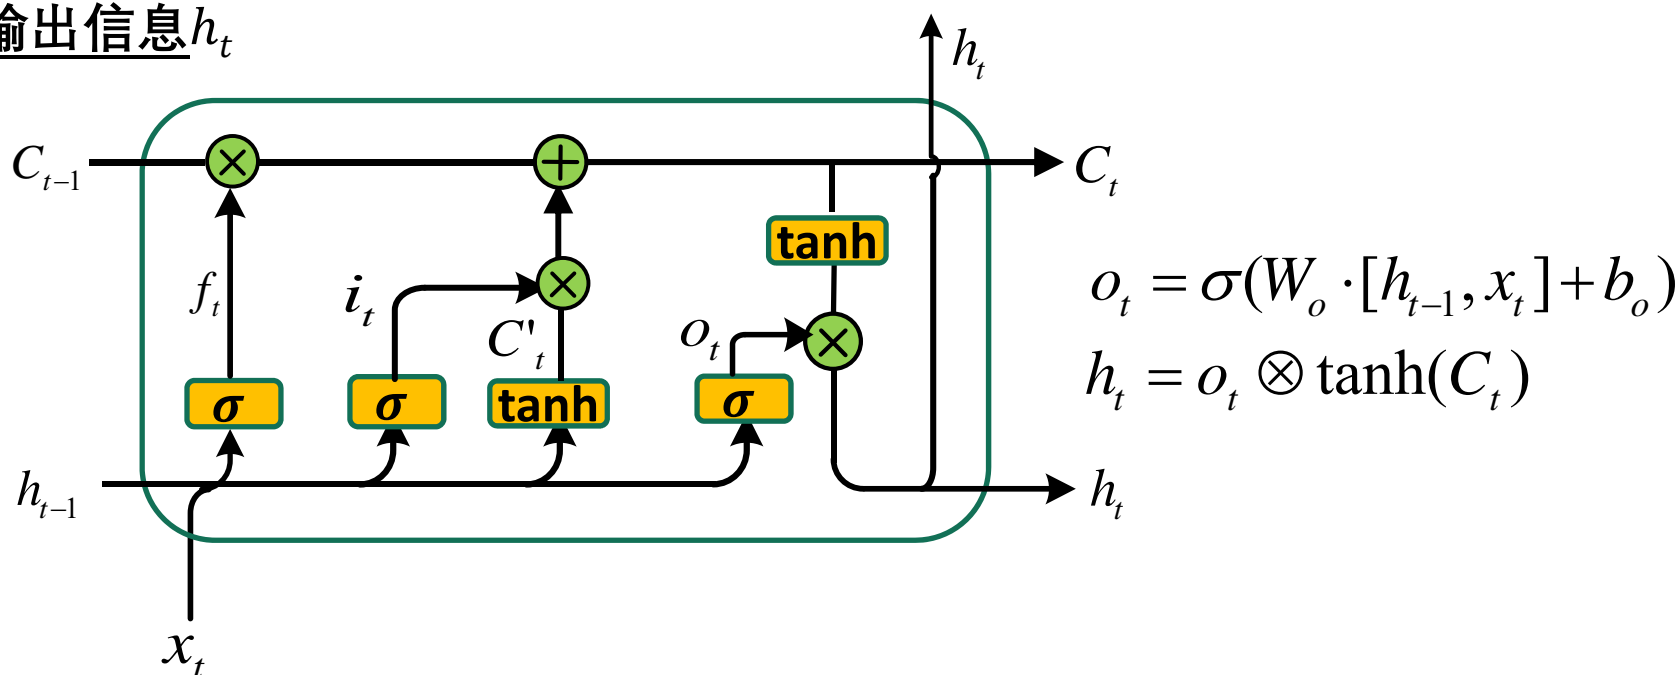 输出信息h_t
h_t
C_{t-1}
C_t
tanh
f_t
i_t
C'_t
o_t
o_t = σ(W_o · [h_{t-1}, x_t] + b_o)
h_t = o_t ⊗ tanh(C_t)
σ
σ
tanh
σ
h_{t-1}
h_t
x_t